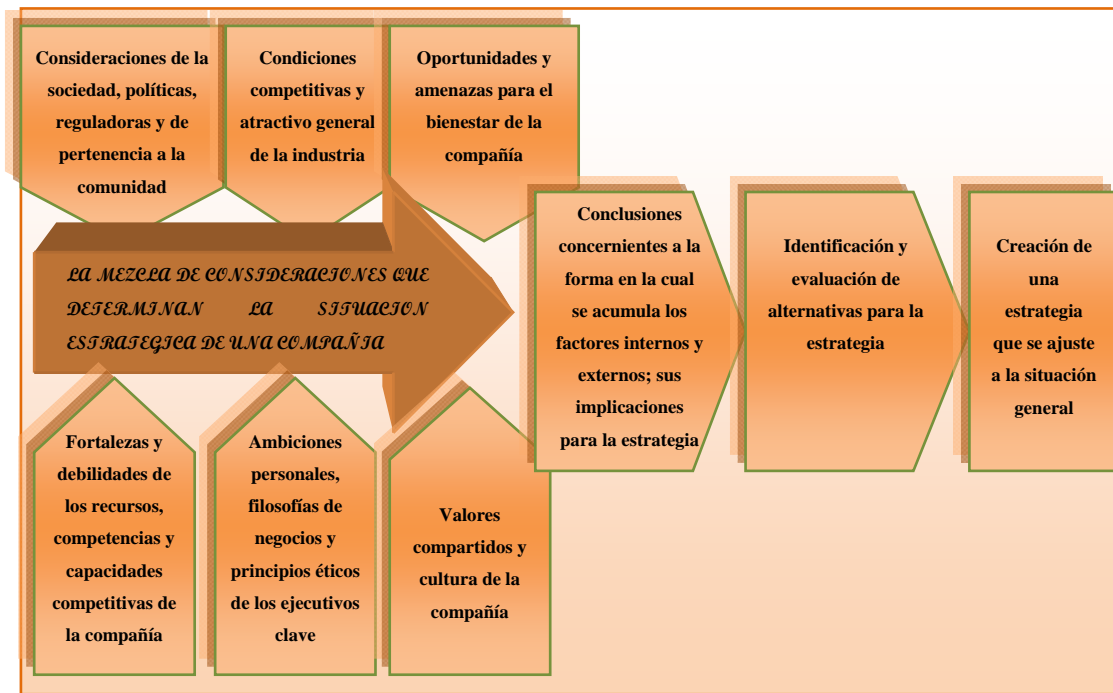 Consideraciones de la
sociedad, políticas,
reguladoras y de
pertenencia a la
comunidad
Condiciones
competitivas y
atractivo general
de la industria
Oportunidades y
amenazas para el
bienestar de la
compañía
LA MEZCLA DE CONSIDERACIONES QUE
DETERMINAN LA SITUACION
ESTRATEGICA DE UNA COMPAÑIA
Conclusiones
concernientes a la
forma en la cual
se acumula los
factores internos y
externos; sus
implicaciones
para la estrategia
Identificación y
evaluación de
alternativas para la
estrategia
Creación de
una
estrategia
que se ajuste
a la situación
general
Fortalezas y
debilidades de
los recursos,
competencias y
capacidades
competitivas de
la compañía
Ambiciones
personales,
filosofías de
negocios y
principios éticos
de los ejecutivos
clave
Valores
compartidos y
cultura de la
compañía